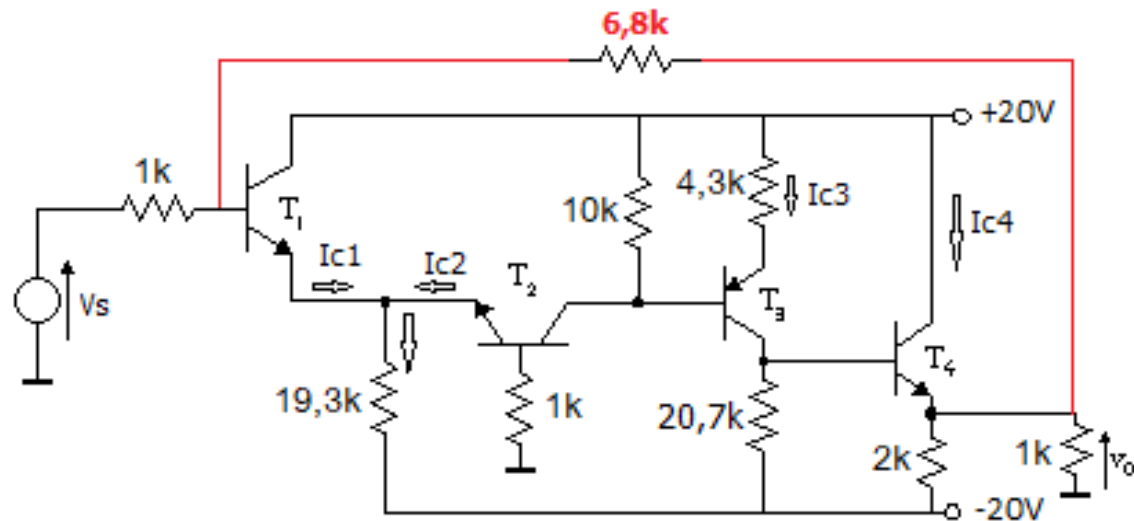 6,8k
+20V
1k
T1
10k
4,3k
Ic3
Ic4
Ic1
Ic2
T2
T3
Vs
T4
19,3k
1k
20,7k
2k
1k
v0
-20V